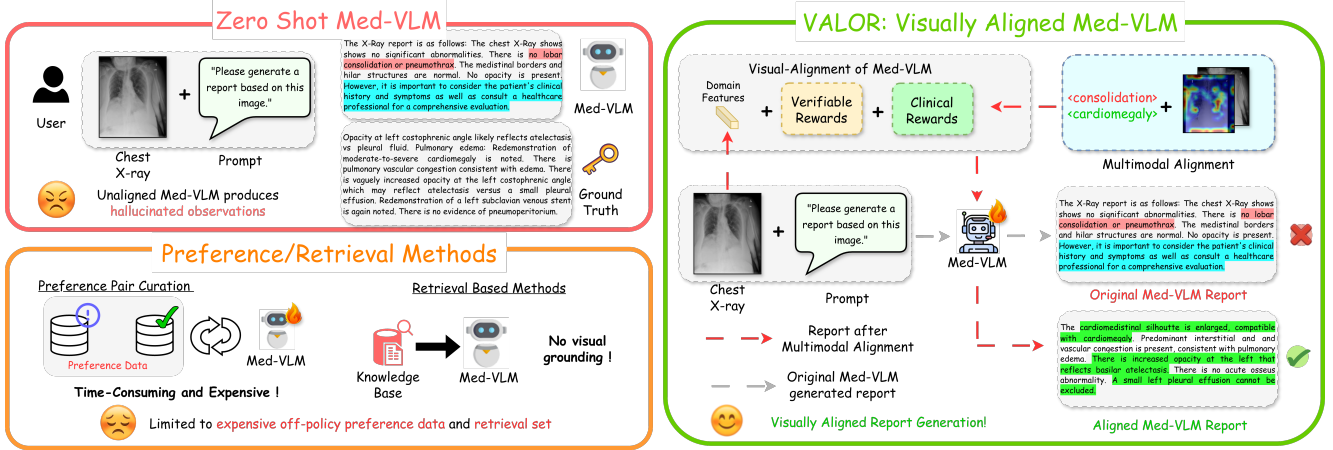 Zero Shot Med-VLM
User
"Please generate a
report based on this
image."
+
Chest
X-ray
Prompt
Unaligned Med-VLM produces
hallucinated observations
The X-Ray report is as follows: The chest X-Ray shows
shows no significant abnormalities. There is no lobar
consolidation or pneumothrax. The medistinal borders and
hilar structures are normal. No opacity is present.
However, it is important to consider the patient's clinical
history and symptoms as well as consult a healthcare
professional for a comprehensive evaluation.
Med-VLM
Opacity at left costophrenic angle likely reflects atelectasis
vs pleural fluid. Pulmonary edema: Redemonstration of
moderate-to-severe cardiomegaly is noted. There is
pulmonary vascular congestion consistent with edema. There
is vaguely increased opacity at the left costophrenic angle
which may reflect atelectasis versus a small pleural
effusion. Redemonstration of a left subclavian venous stent
is again noted. There is no evidence of pneumoperitorium.
Ground
Truth
Preference/Retrieval Methods
Preference Pair Curation
Preference Data
Med-VLM
Time-Consuming and Expensive !
Retrieval Based Methods
Knowledge
Base
Med-VLM
No visual
grounding !
Limited to expensive off-policy preference data and retrieval set
VALOR: Visually Aligned Med-VLM
Visual-Alignment of Med-VLM
Domain
Features
+
Verifiable
Rewards
+
Clinical
Rewards
<consolidation>
<cardiomegaly>
+
Multimodal Alignment
"Please generate a
report based on this
image."
+
Chest
X-ray
Prompt
Med-VLM
The X-Ray report is as follows: The chest X-Ray shows
shows no significant abnormalities. There is no lobar
consolidation or pneumothrax. The medistinal borders
and hilar structures are normal. No opacity is present.
However, it is important to consider the patient's clinical
history and symptoms as well as consult a healthcare
professional for a comprehensive evaluation.
Original Med-VLM Report
Report after
Multimodal Alignment
Original Med-VLM
generated report
Visually Aligned Report Generation!
The cardiomedistinal silhoutte is enlarged, compatible
with cardiomegaly. Predominant interstitial and and
vascular congestion is present, consistent with pulmonary
edema. There is increased opacity at the left that
reflects basilar atelectasis. There is no acute osseus
abnormality. A small left pleural effusion cannot be
excluded.
Aligned Med-VLM Report